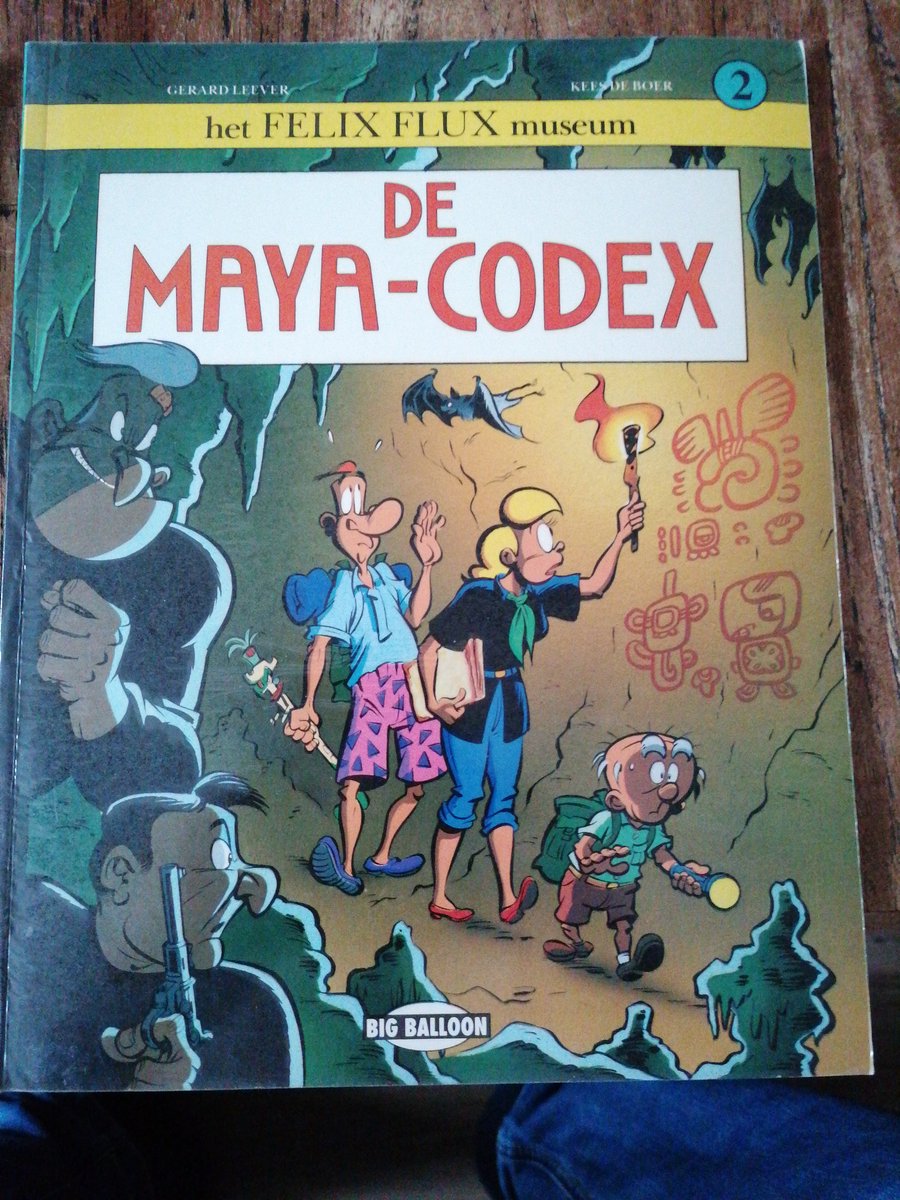 GERARD LEEVER
KEES DE BOER
2
het FELIX FLUX museum
DE
MAYA-CODEX
BIG BALLOON